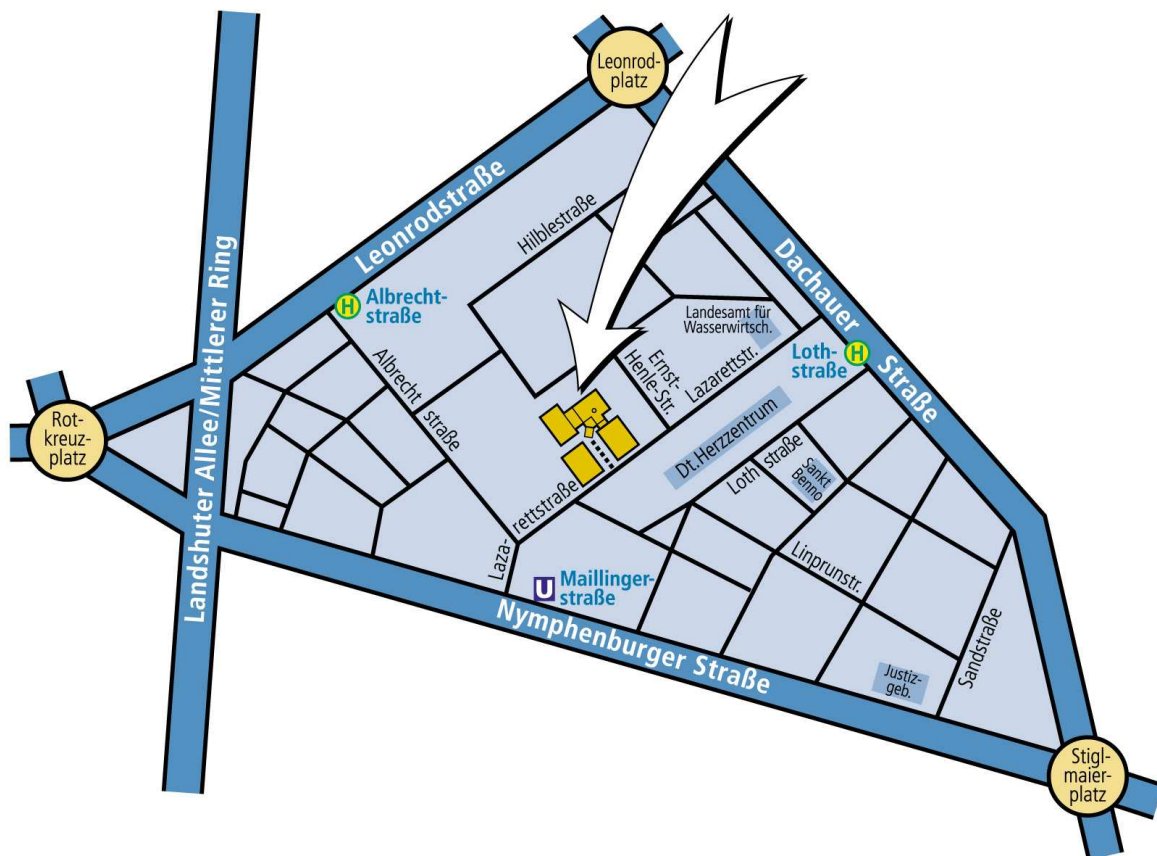 Leonrod-
platz
Leonrodstraße
Hilblestraße
Landshuter Allee/Mittlerer Ring
Dachauer Straße
H Albrecht-
straße
Albrecht
straße
Landesamt für
Wasserwirtsch.
Loth-
straße
H
Ernst-
Henle-Str.
Lazarettstr.
Rot-
kreuz-
platz
Dt. Herzzentrum
Loth straße
Sankt
Benno
Laza-
rettstraße
Linprunstr.
U Maillinger-
straße
Nymphenburger Straße
Sandstraße
Justiz-
geb.
Stigl-
maier-
platz